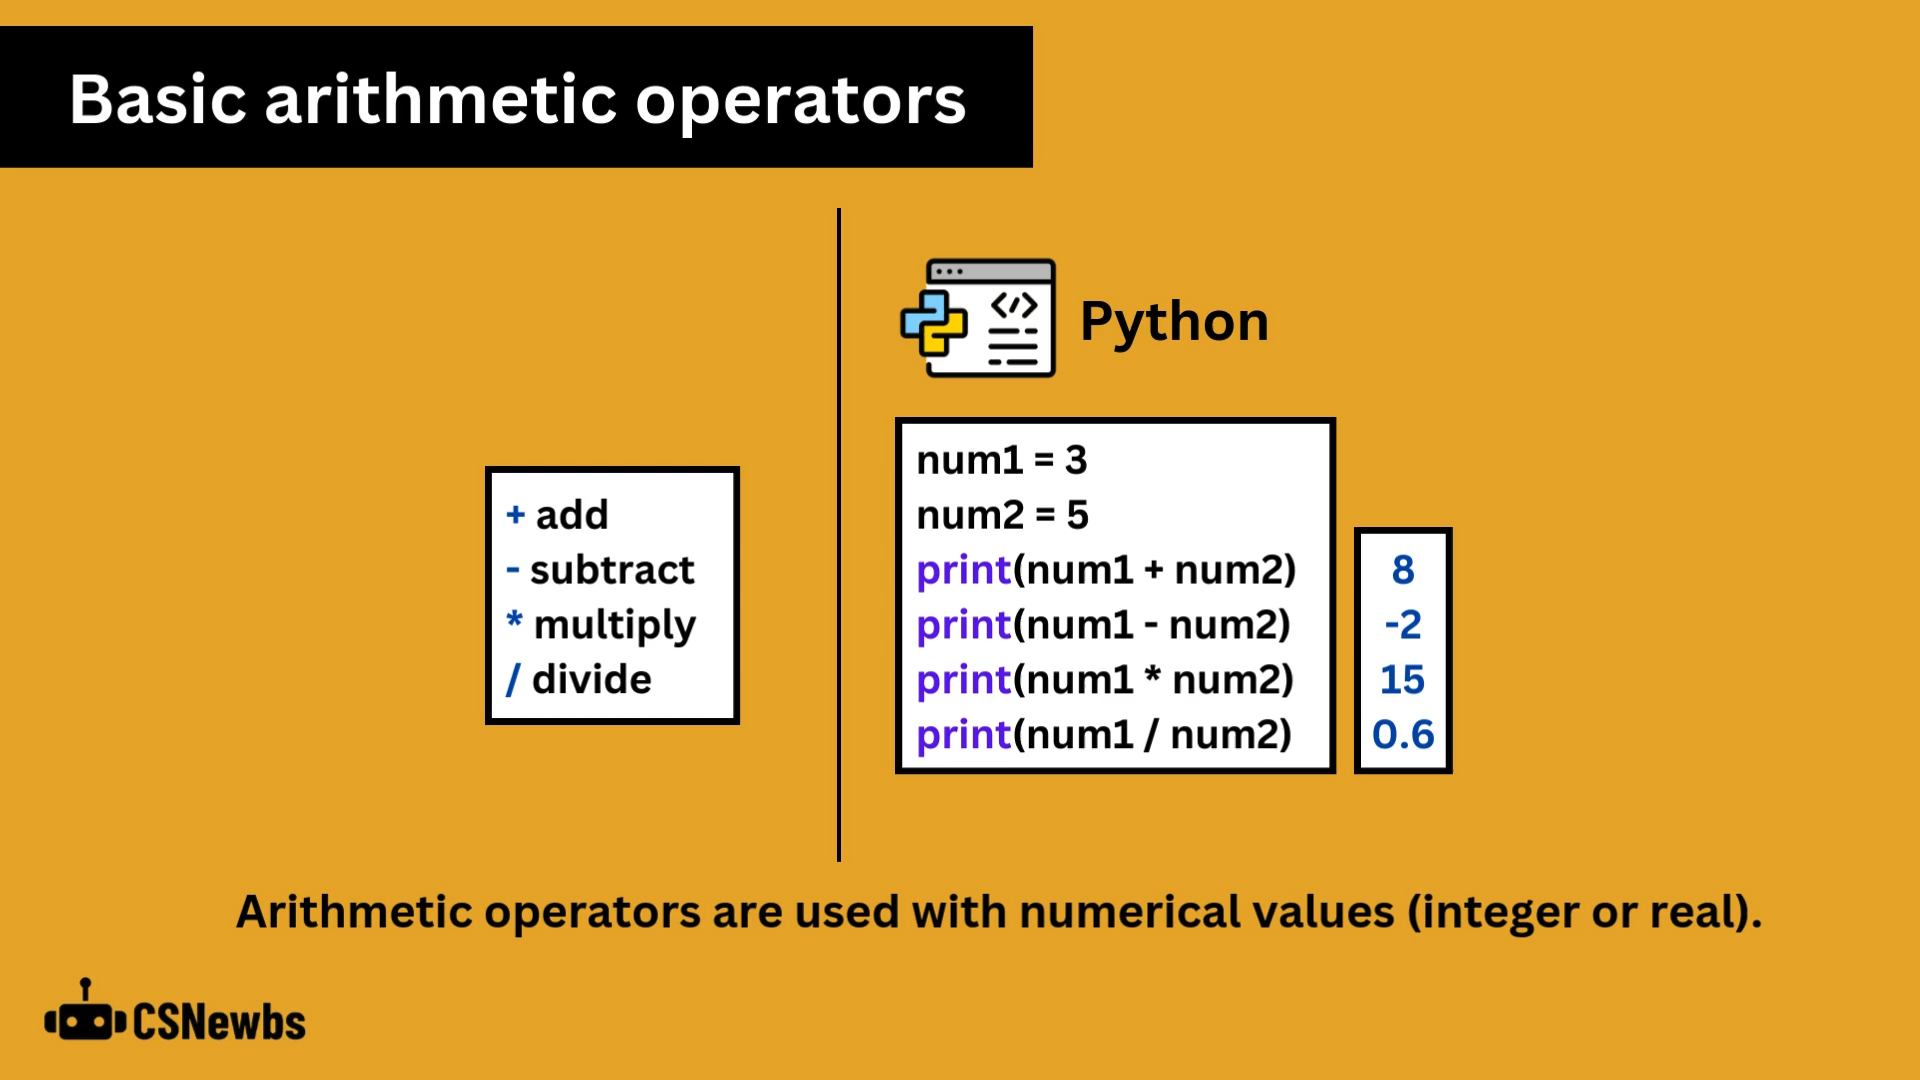 Basic arithmetic operators
+ add
- subtract
* multiply
/ divide
</>
Python
num1 = 3
num2 = 5
print(num1 + num2)
print(num1 - num2)
print(num1 * num2)
print(num1 / num2)
8
-2
15
0.6
Arithmetic operators are used with numerical values (integer or real).
CSNewbs